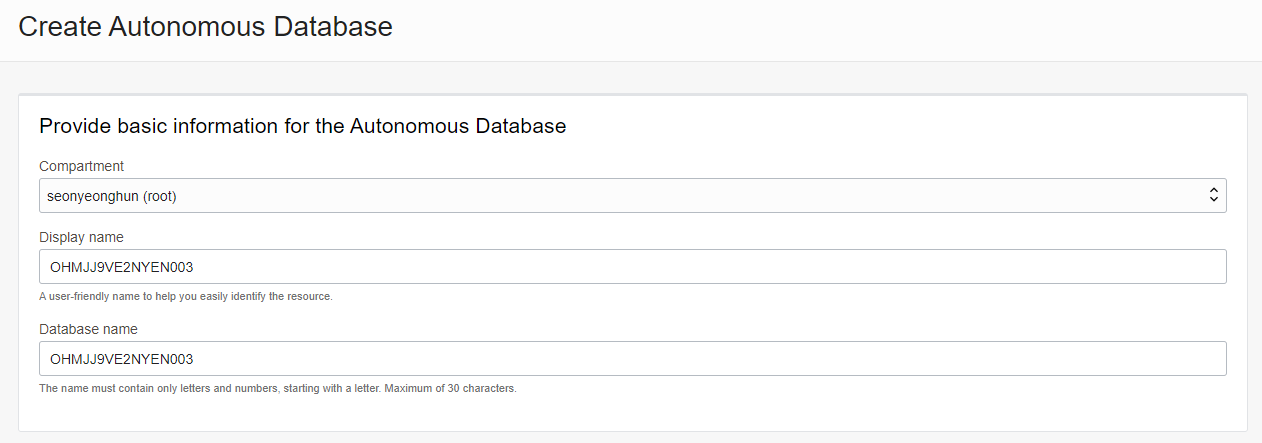 Create Autonomous Database
Provide basic information for the Autonomous Database
Compartment
seonyeonghun (root)
Display name
OHMJJ9VE2NYEN003
A user-friendly name to help you easily identify the resource.
Database name
OHMJJ9VE2NYEN003
The name must contain only letters and numbers, starting with a letter. Maximum of 30 characters.